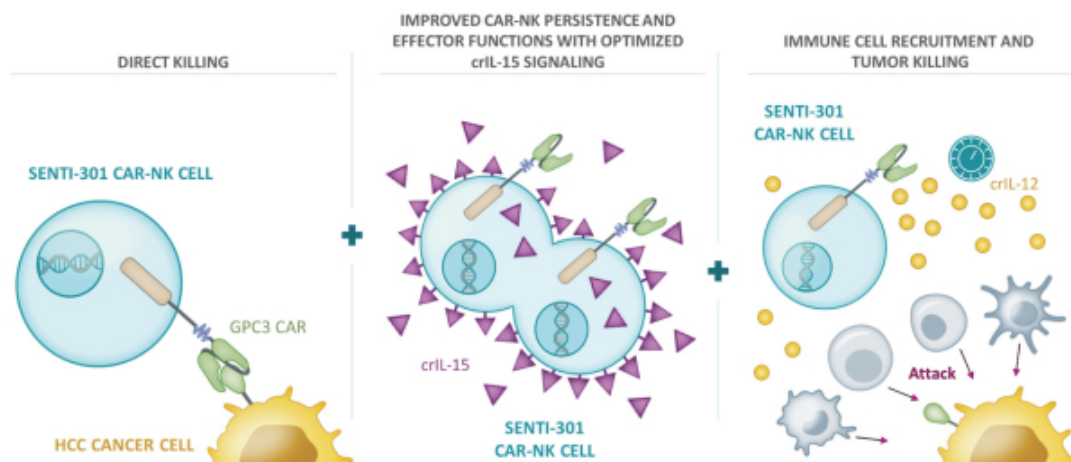 DIRECT KILLING
SENTI-301 CAR-NK CELL
GPC3 CAR
HCC CANCER CELL
IMPROVED CAR-NK PERSISTENCE AND
EFFECTOR FUNCTIONS WITH OPTIMIZED
crIL-15 SIGNALING
crIL-15
SENTI-301
CAR-NK CELL
IMMUNE CELL RECRUITMENT AND
TUMOR KILLING
SENTI-301
CAR-NK CELL
crIL-12
Attack